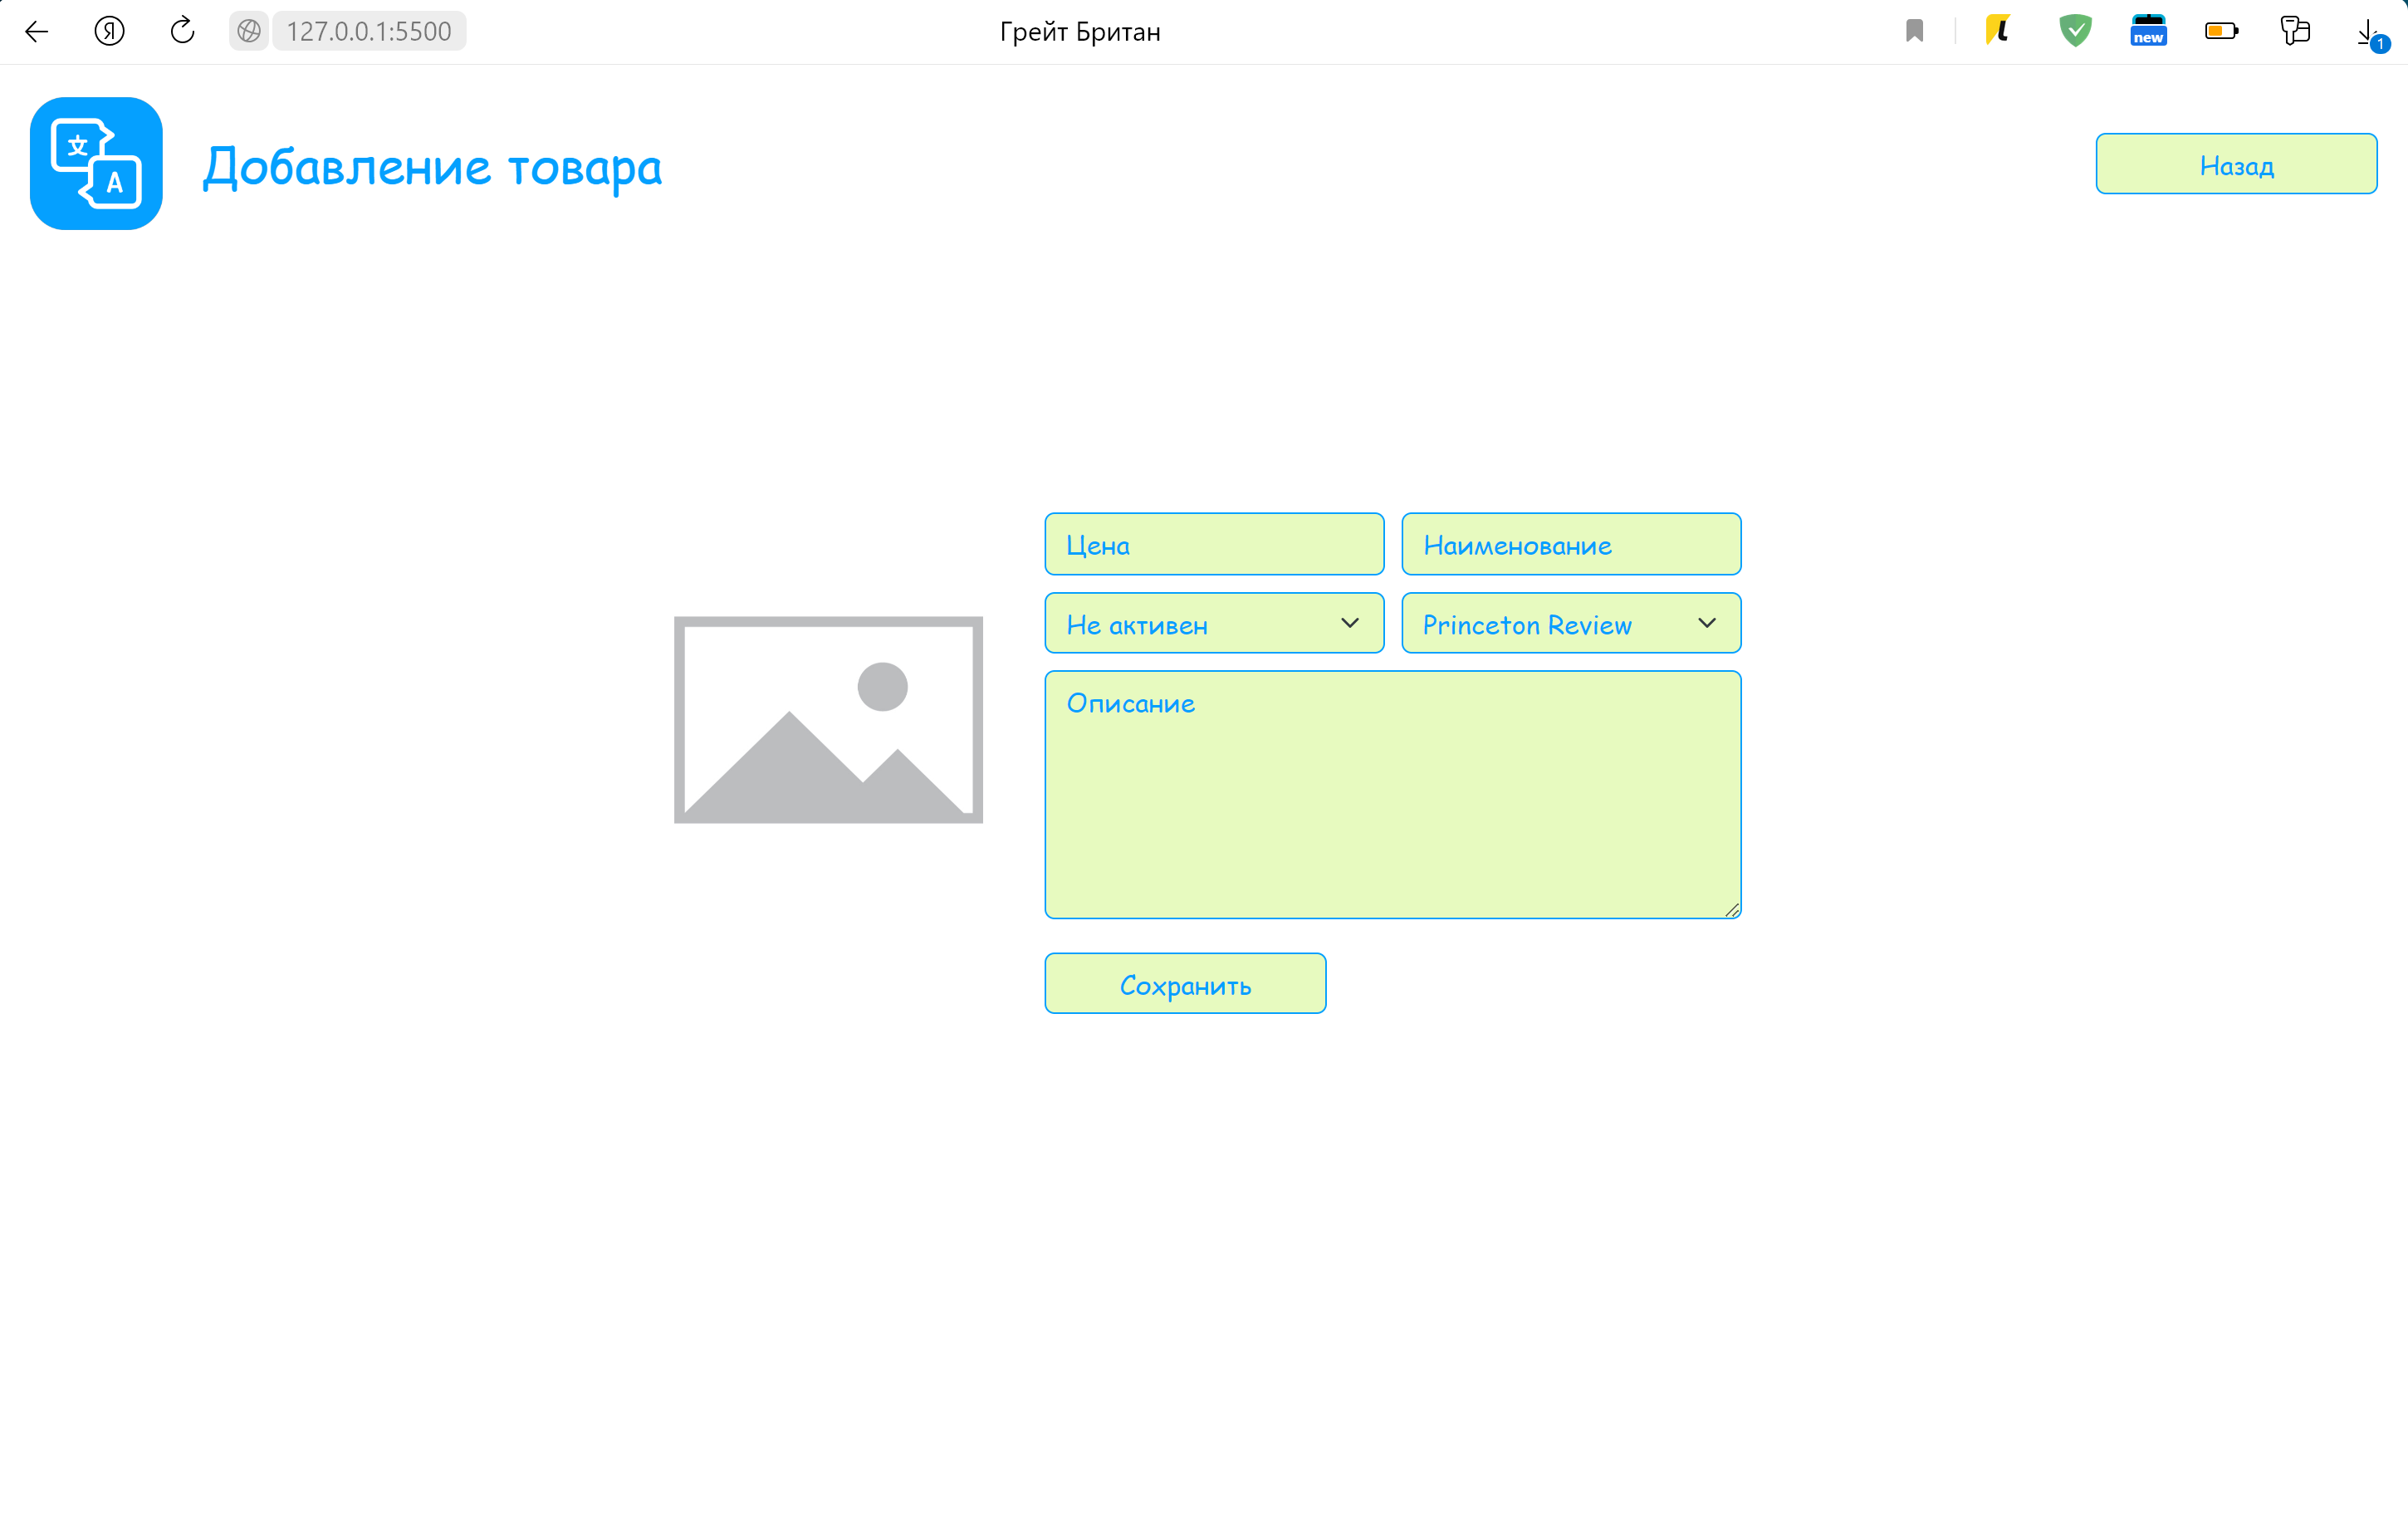 Я
127.0.0.1:5500
Грейт Британ
L
new
1
文
A
Добавление товара
Назад
Цена
Наименование
Не активен
Princeton Review
Описание
Сохранить